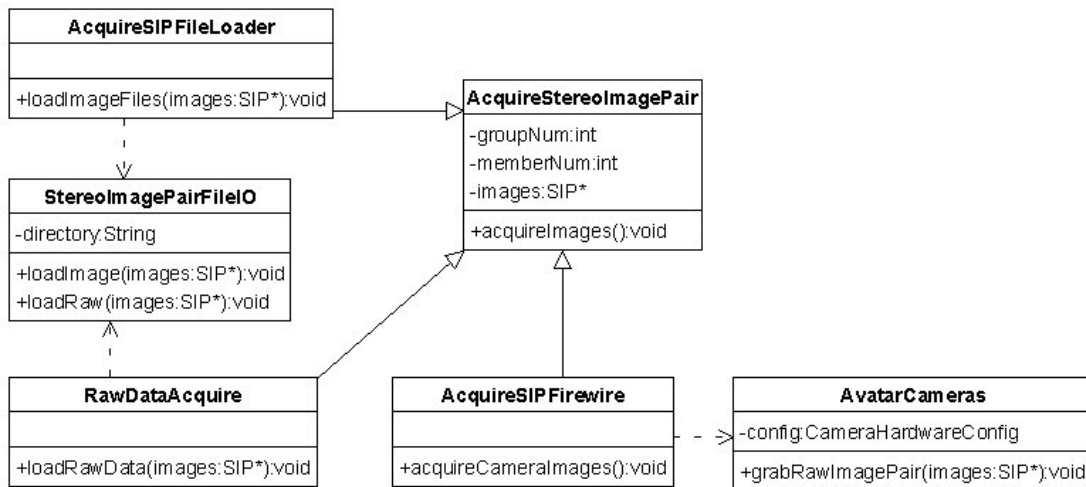 AcquireSIPFileLoader
+loadImageFiles(images:SIP*):void
AcquireStereoImagePair
-groupNum:int
-memberNum:int
-images:SIP*
+acquireImages():void
StereoImagePairFileIO
-directory:String
+loadImage(images:SIP*):void
+loadRaw(images:SIP*):void
RawDataAcquire
+loadRawData(images:SIP*):void
AcquireSIPFirewire
+acquireCameraImages():void
AvatarCameras
-config:CameraHardwareConfig
+grabRawImagePair(images:SIP*):void